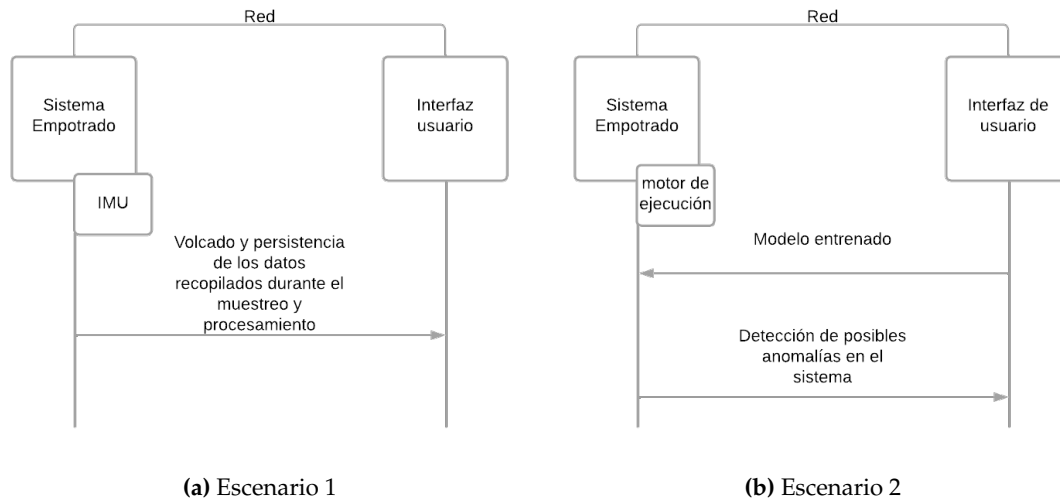 Red
Sistema
Empotrado
Interfaz
usuario
IMU
Volcado y persistencia
de los datos
recopilados durante el
muestreo y
procesamiento
(a) Escenario 1
Red
Sistema
Empotrado
Interfaz de
usuario
motor de
ejecución
Modelo entrenado
Detección de posibles
anomalías en el
sistema
(b) Escenario 2